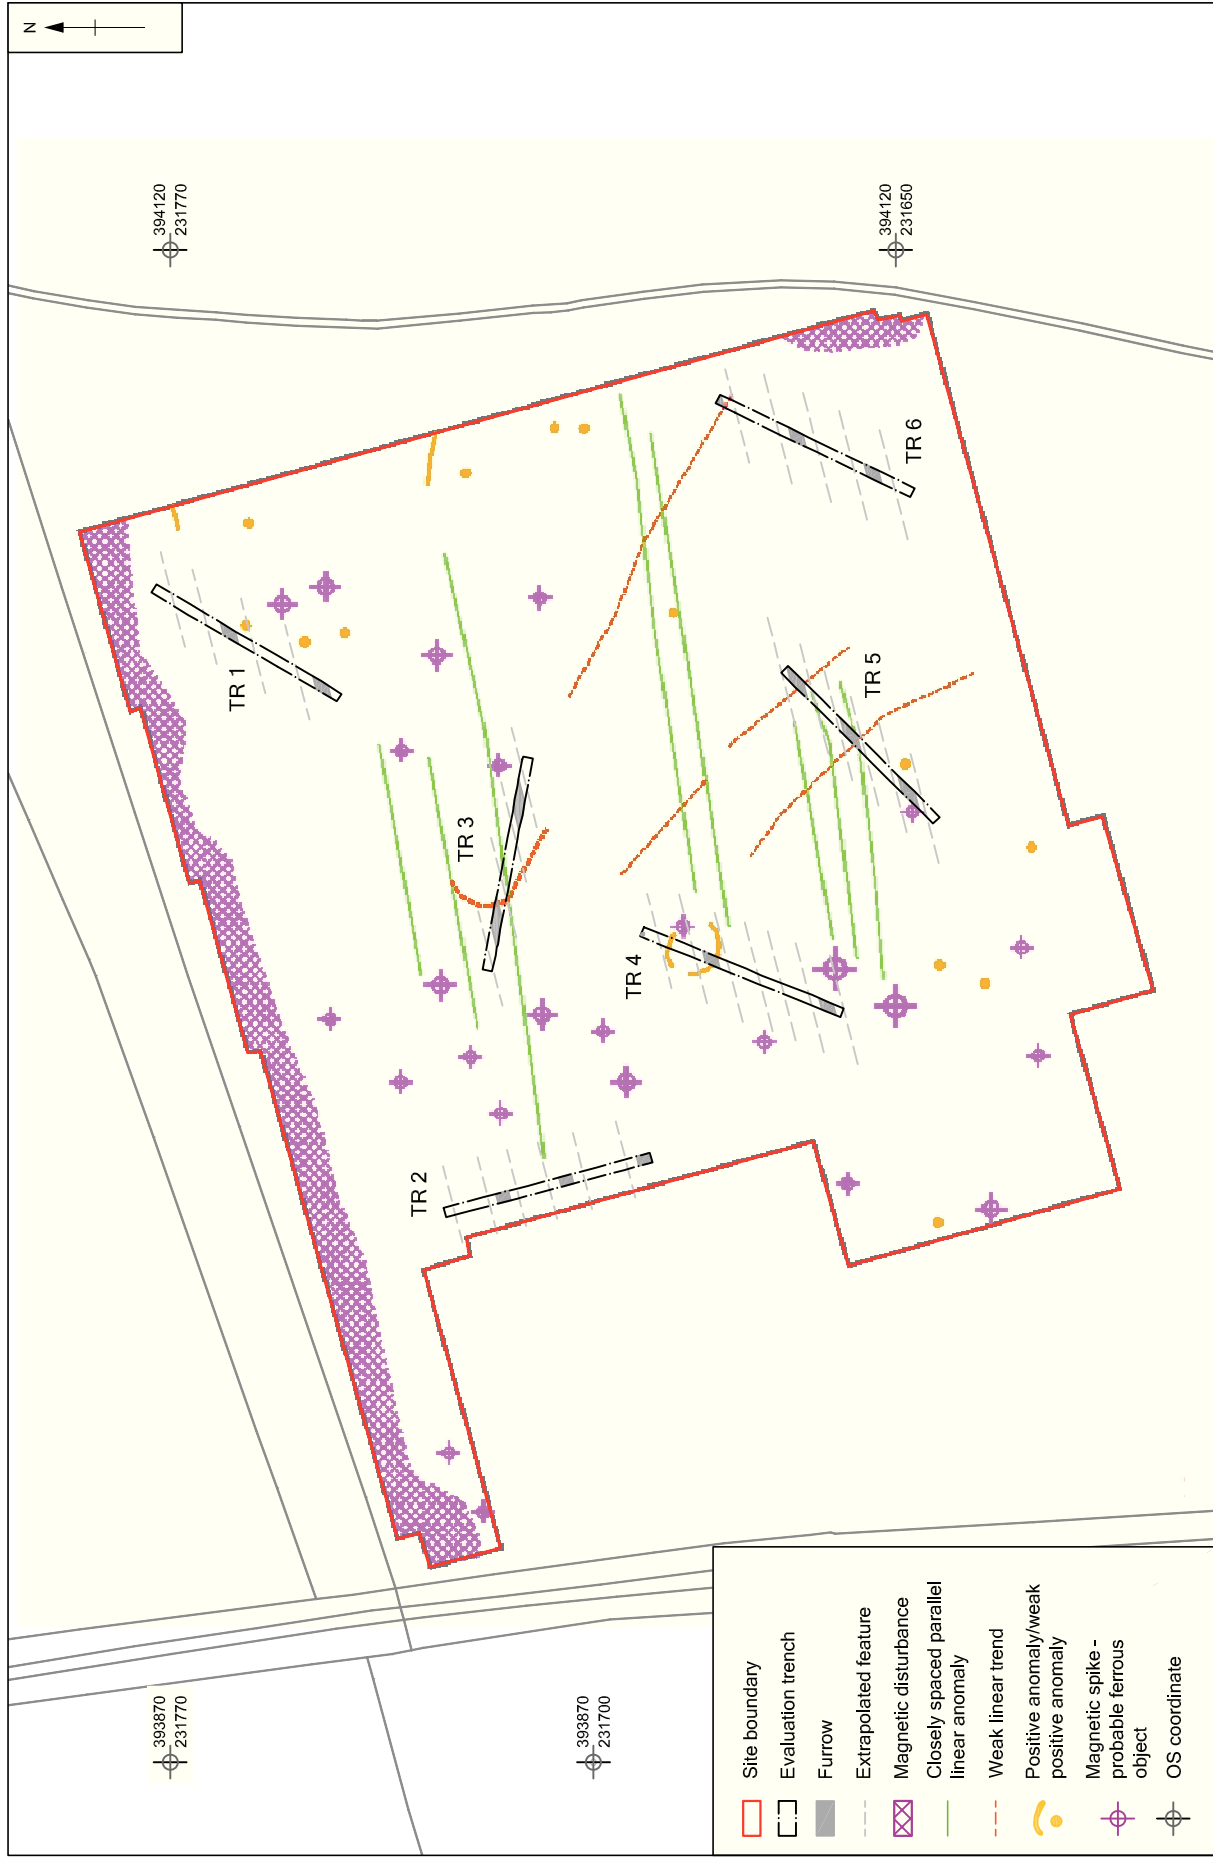 N
394120
231770
394120
231650
TR 1
TR 2
TR 3
TR 4
TR 5
TR 6
393870
231770
393870
231700
Site boundary
Evaluation trench
Furrow
Extrapolated feature
Magnetic disturbance
Closely spaced parallel
linear anomaly
Weak linear trend
Positive anomaly/weak
positive anomaly
Magnetic spike -
probable ferrous
object
OS coordinate